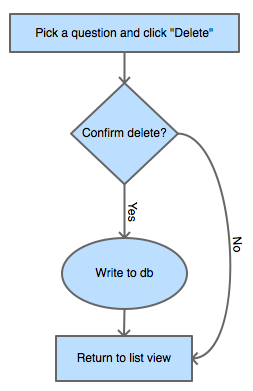 Pick a question and click "Delete"
Confirm delete?
Yes
No
Write to db
Return to list view